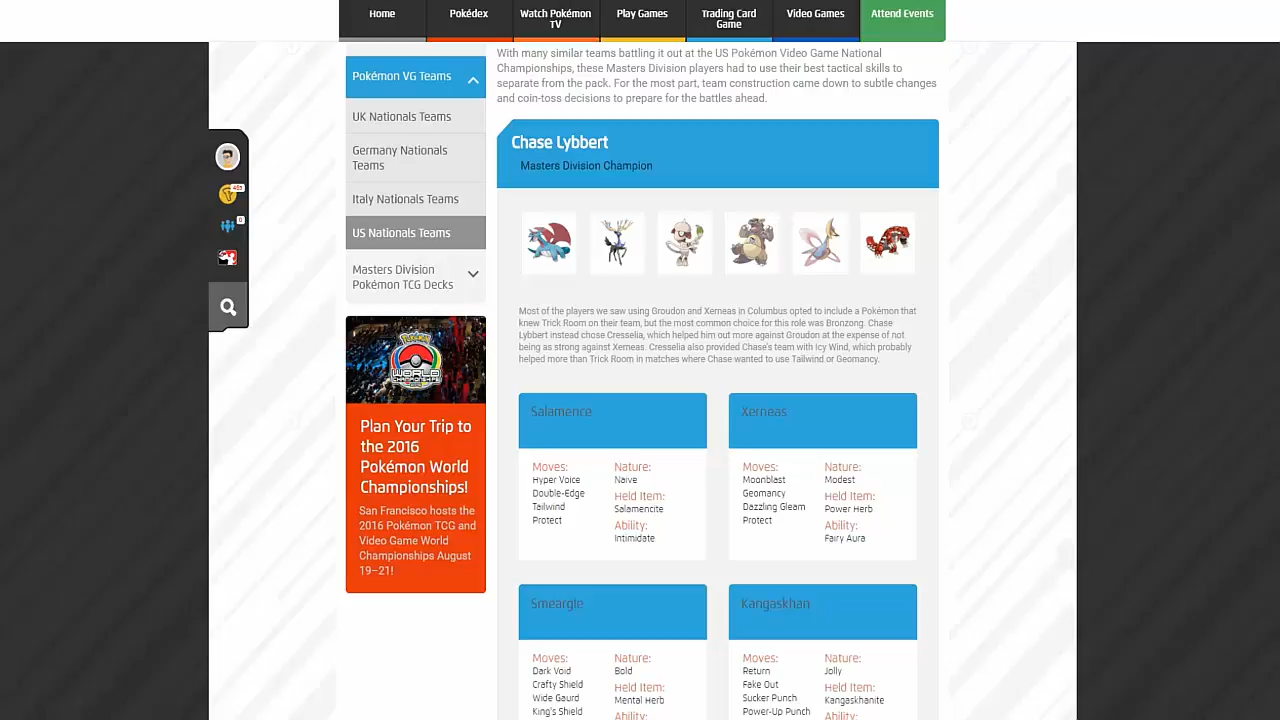 Home
Pokédex
Watch Pokémon
TV
Play Games
Trading Card
Game
Video Games
Attend Events
Pokémon VG Teams
UK Nationals Teams
Germany Nationals
Teams
Italy Nationals Teams
US Nationals Teams
Masters Division
Pokémon TCG Decks
Pokémon
WORLD
CHAMPIONSHIPS
Plan Your Trip to
the 2016
Pokémon World
Championships!
San Francisco hosts the
2016 Pokémon TCG and
Video Game World
Championships August
19–21!
With many similar teams battling it out at the US Pokémon Video Game National
Championships, these Masters Division players had to use their best tactical skills to
separate from the pack. For the most part, team construction came down to subtle changes
and coin-toss decisions to prepare for the battles ahead.
Chase Lybbert
Masters Division Champion
Most of the players we saw using Groudon and Xerneas in Columbus opted to include a Pokémon that
knew Trick Room on their team, but the most common choice for this role was Bronzong. Chase
Lybbert instead chose Cresselia, which helped him out more against Groudon at the expense of not
being as strong against Xerneas. Cresselia also provided Chase's team with Icy Wind, which probably
helped more than Trick Room in matches where Chase wanted to use Tailwind or Geomancy.
Salamence
Moves:
Hyper Voice
Double-Edge
Tailwind
Protect
Nature:
Naive
Held Item:
Salamencite
Ability:
Intimidate
Xerneas
Moves:
Moonblast
Geomancy
Dazzling Gleam
Protect
Nature:
Modest
Held Item:
Power Herb
Ability:
Fairy Aura
Smeargle
Moves:
Dark Void
Crafty Shield
Wide Gaurd
King's Shield
Nature:
Bold
Held Item:
Mental Herb
Ability:
Kangaskhan
Moves:
Return
Fake Out
Sucker Punch
Power-Up Punch
Nature:
Jolly
Held Item:
Kangaskhanite
Ability: